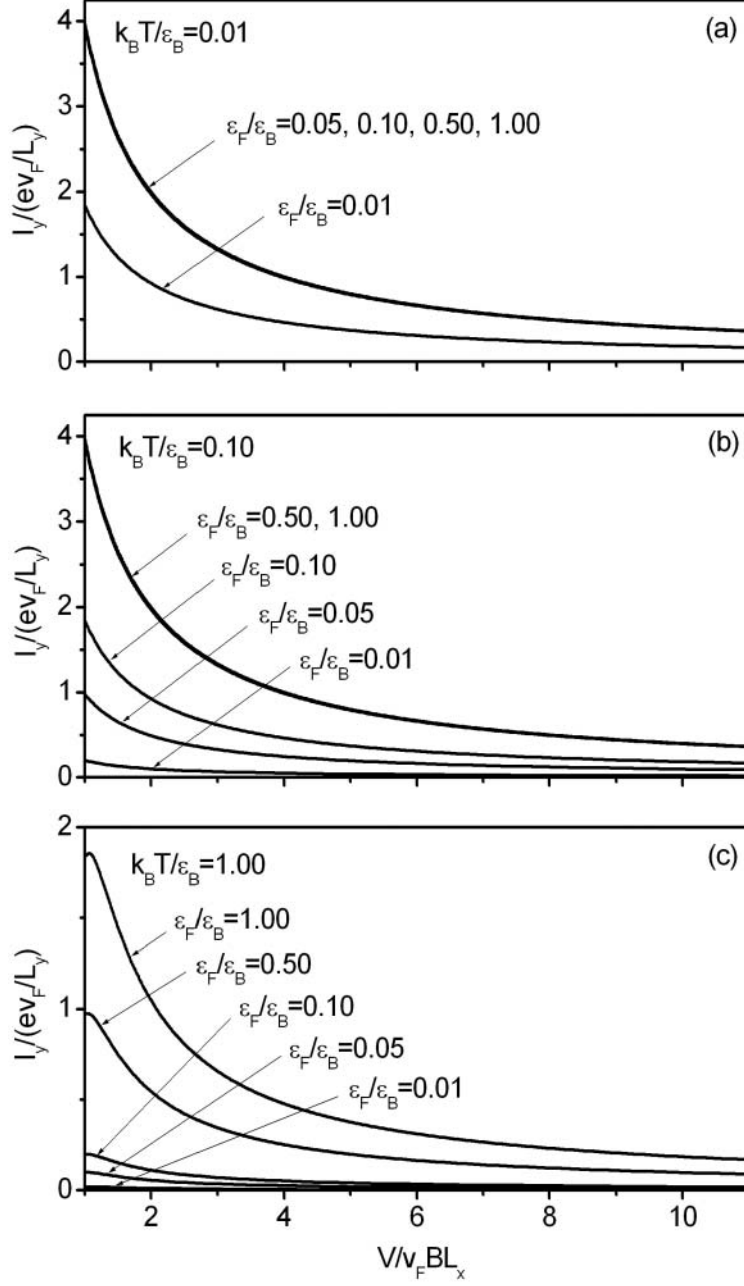 (a)
k_BT/ε_B=0.01
ε_F/ε_B=0.05, 0.10, 0.50, 1.00
ε_F/ε_B=0.01
I_y/(ev_F/L_y)
4
3
2
1
0
(b)
k_BT/ε_B=0.10
ε_F/ε_B=0.50, 1.00
ε_F/ε_B=0.10
ε_F/ε_B=0.05
ε_F/ε_B=0.01
I_y/(ev_F/L_y)
4
3
2
1
0
(c)
k_BT/ε_B=1.00
ε_F/ε_B=1.00
ε_F/ε_B=0.50
ε_F/ε_B=0.10
ε_F/ε_B=0.05
ε_F/ε_B=0.01
I_y/(ev_F/L_y)
2
1
0
2 4 6 8 10
V/v_FBL_x